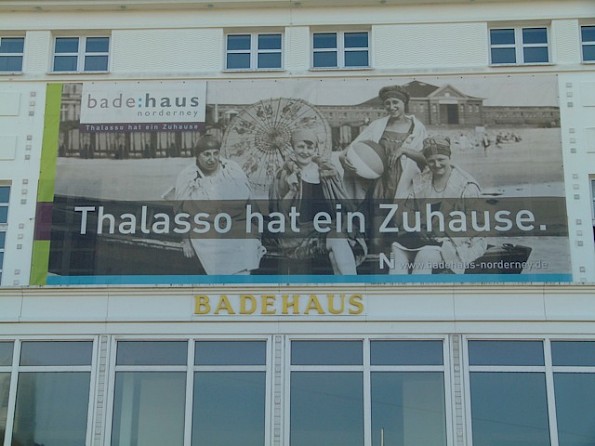 bade:haus
norderney
Thalasso hat ein Zuhause
Thalasso hat ein Zuhause.
N www.badehaus-norderney.de
BADEHAUS